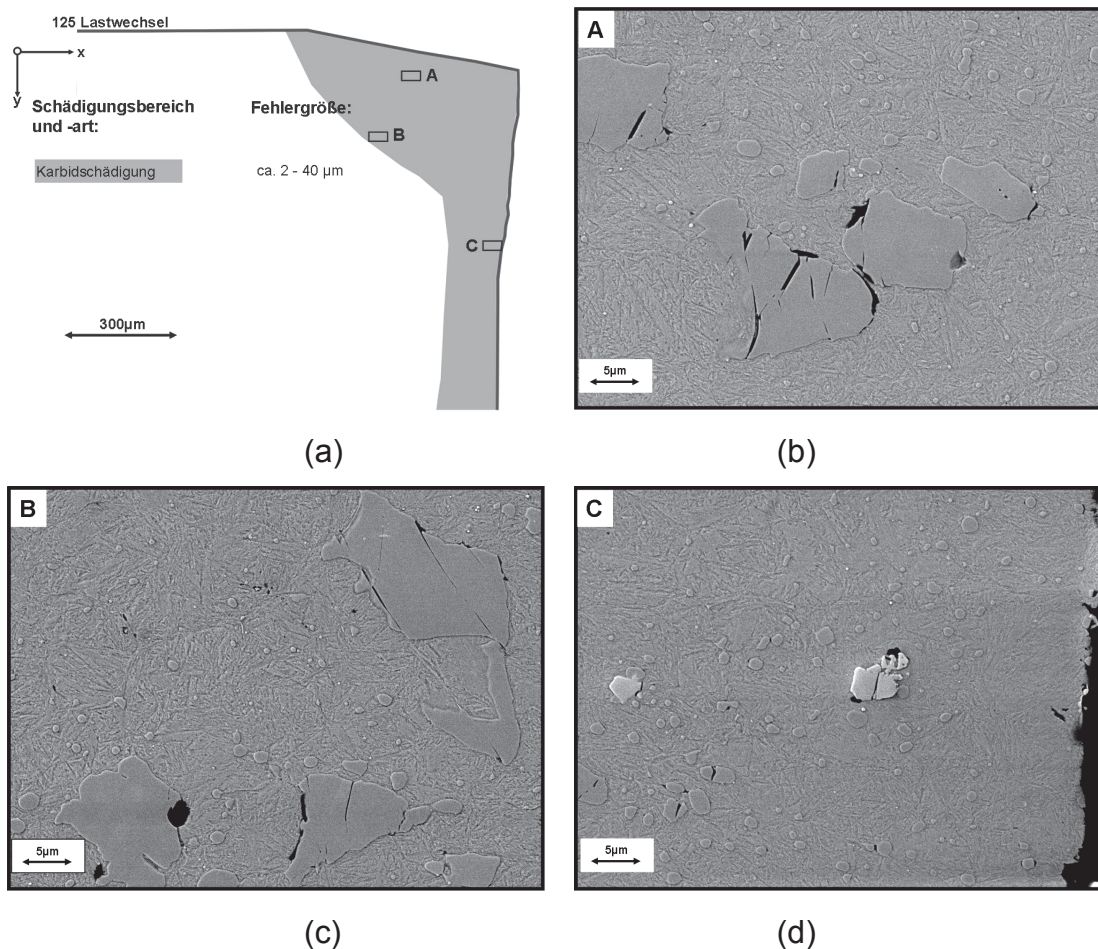 125 Lastwechsel
x
y
Schädigungsbereich
und -art:
Fehlergröße:
Karbidschädigung
ca. 2 - 40 µm
A
B
C
300µm
(a)
A
5µm
(b)
B
5µm
(c)
C
5µm
(d)